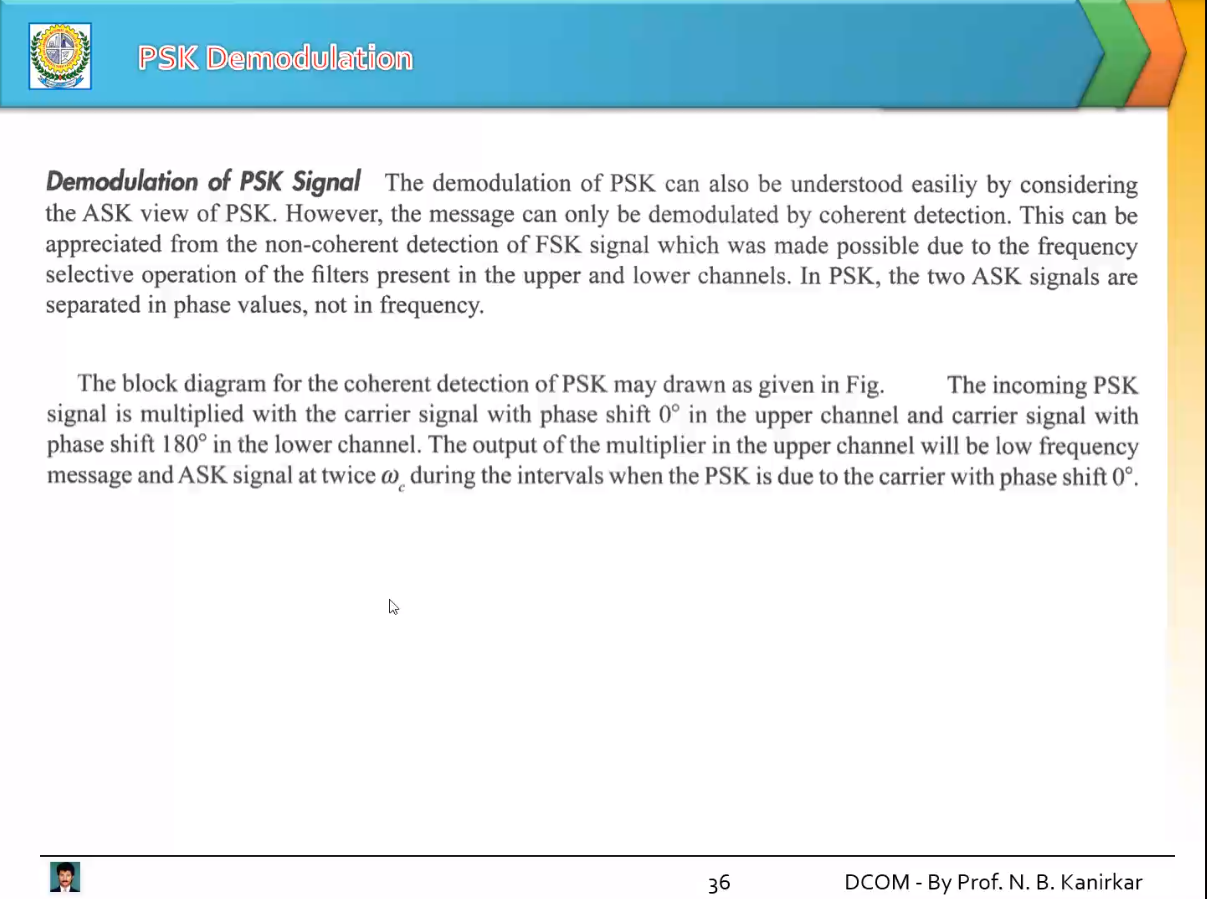 PSK Demodulation
Demodulation of PSK Signal The demodulation of PSK can also be understood easiliy by considering
the ASK view of PSK. However, the message can only be demodulated by coherent detection. This can be
appreciated from the non-coherent detection of FSK signal which was made possible due to the frequency
selective operation of the filters present in the upper and lower channels. In PSK, the two ASK signals are
separated in phase values, not in frequency.
The block diagram for the coherent detection of PSK may drawn as given in Fig. The incoming PSK
signal is multiplied with the carrier signal with phase shift 0° in the upper channel and carrier signal with
phase shift 180° in the lower channel. The output of the multiplier in the upper channel will be low frequency
message and ASK signal at twice ω_c during the intervals when the PSK is due to the carrier with phase shift 0°.
36 DCOM - By Prof. N. B. Kanirkar